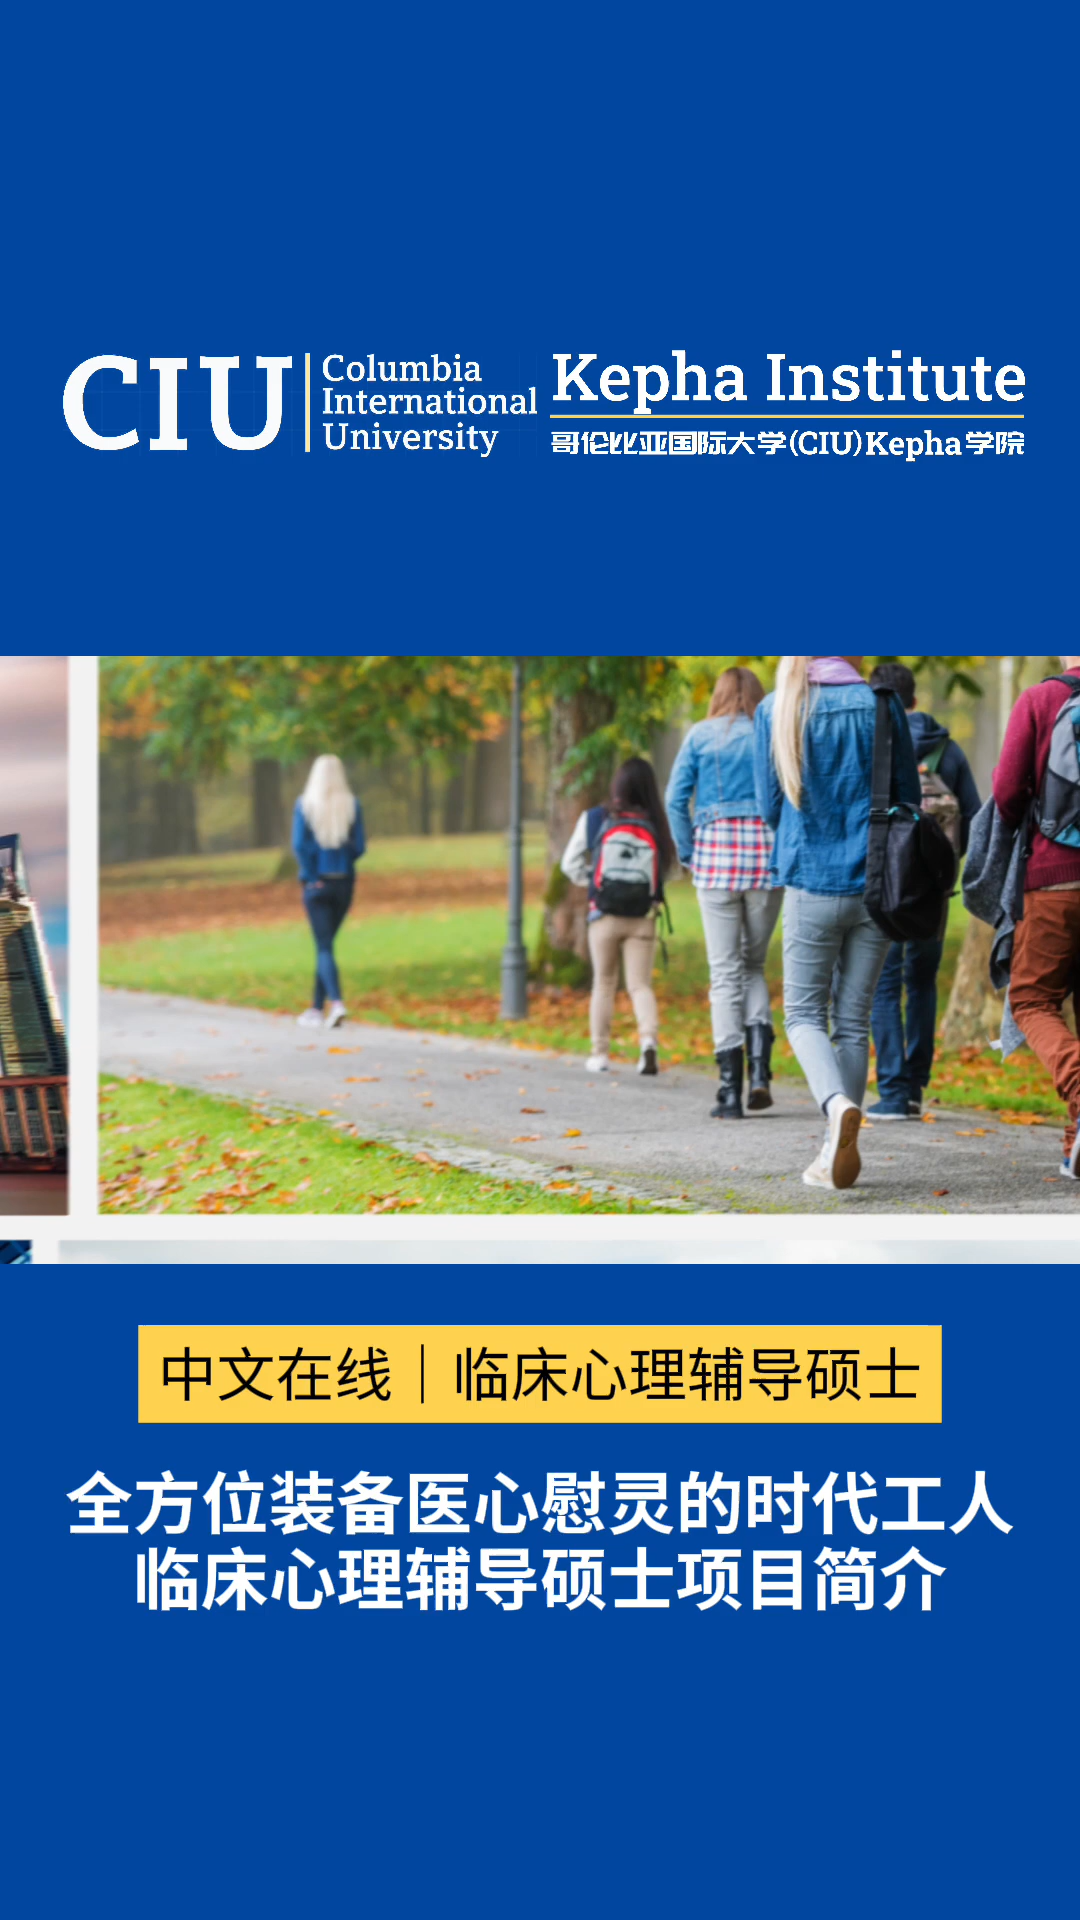 CIU
Columbia
International
University
Kepha Institute
哥伦比亚国际大学(CIU)Kepha学院
中文在线｜临床心理辅导硕士
全方位装备医心慰灵的时代工人
临床心理辅导硕士项目简介